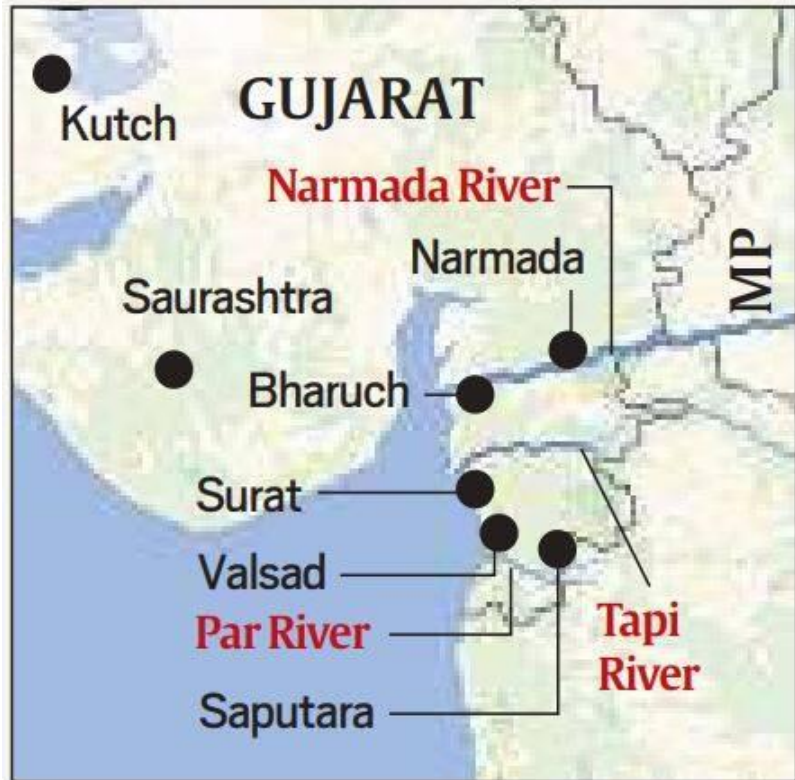 GUJARAT
Kutch
Narmada River
Narmada
MP
Saurashtra
Bharuch
Surat
Valsad
Par River
Tapi
River
Saputara